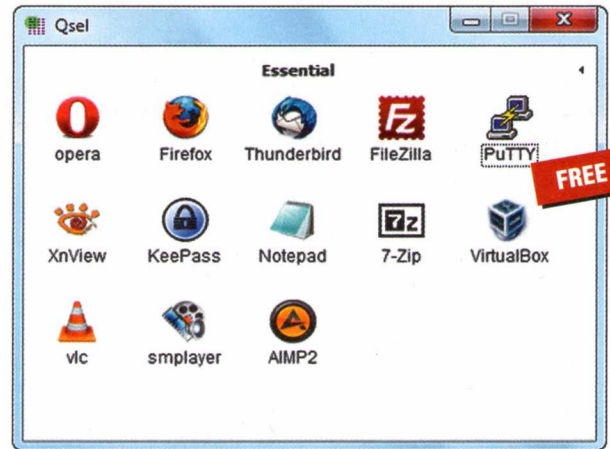 Qsel
Essential
opera Firefox Thunderbird FileZilla PuTTY
FREE
XnView KeePass Notepad 7-Zip VirtualBox
vlc smplayer AIMP2